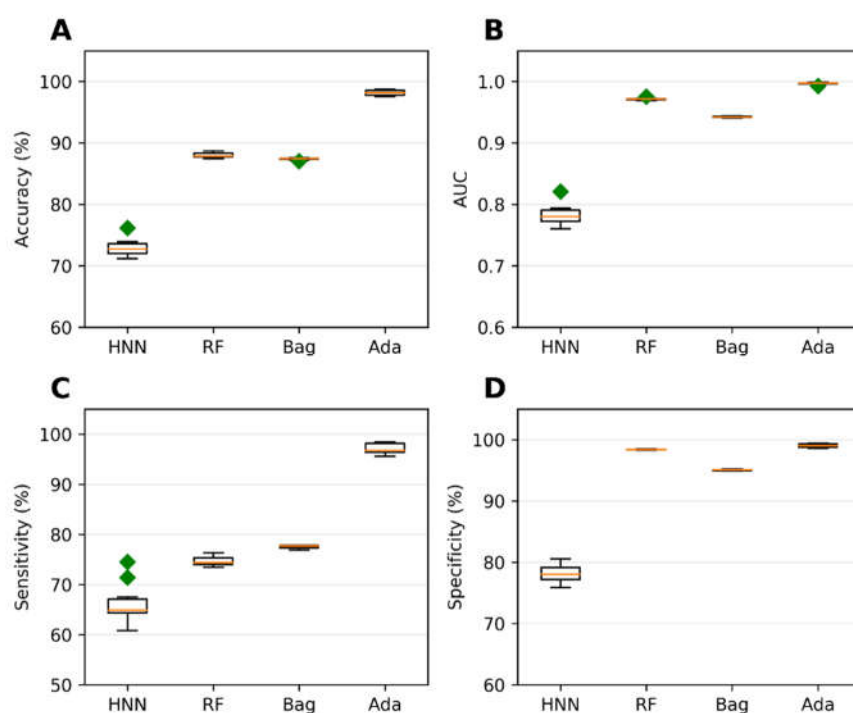 A
Accuracy (%)
100
90
80
70
60
HNN RF Bag Ada
B
AUC
1.0
0.9
0.8
0.7
0.6
HNN RF Bag Ada
C
Sensitivity (%)
100
90
80
70
60
50
HNN RF Bag Ada
D
Specificity (%)
100
90
80
70
60
HNN RF Bag Ada